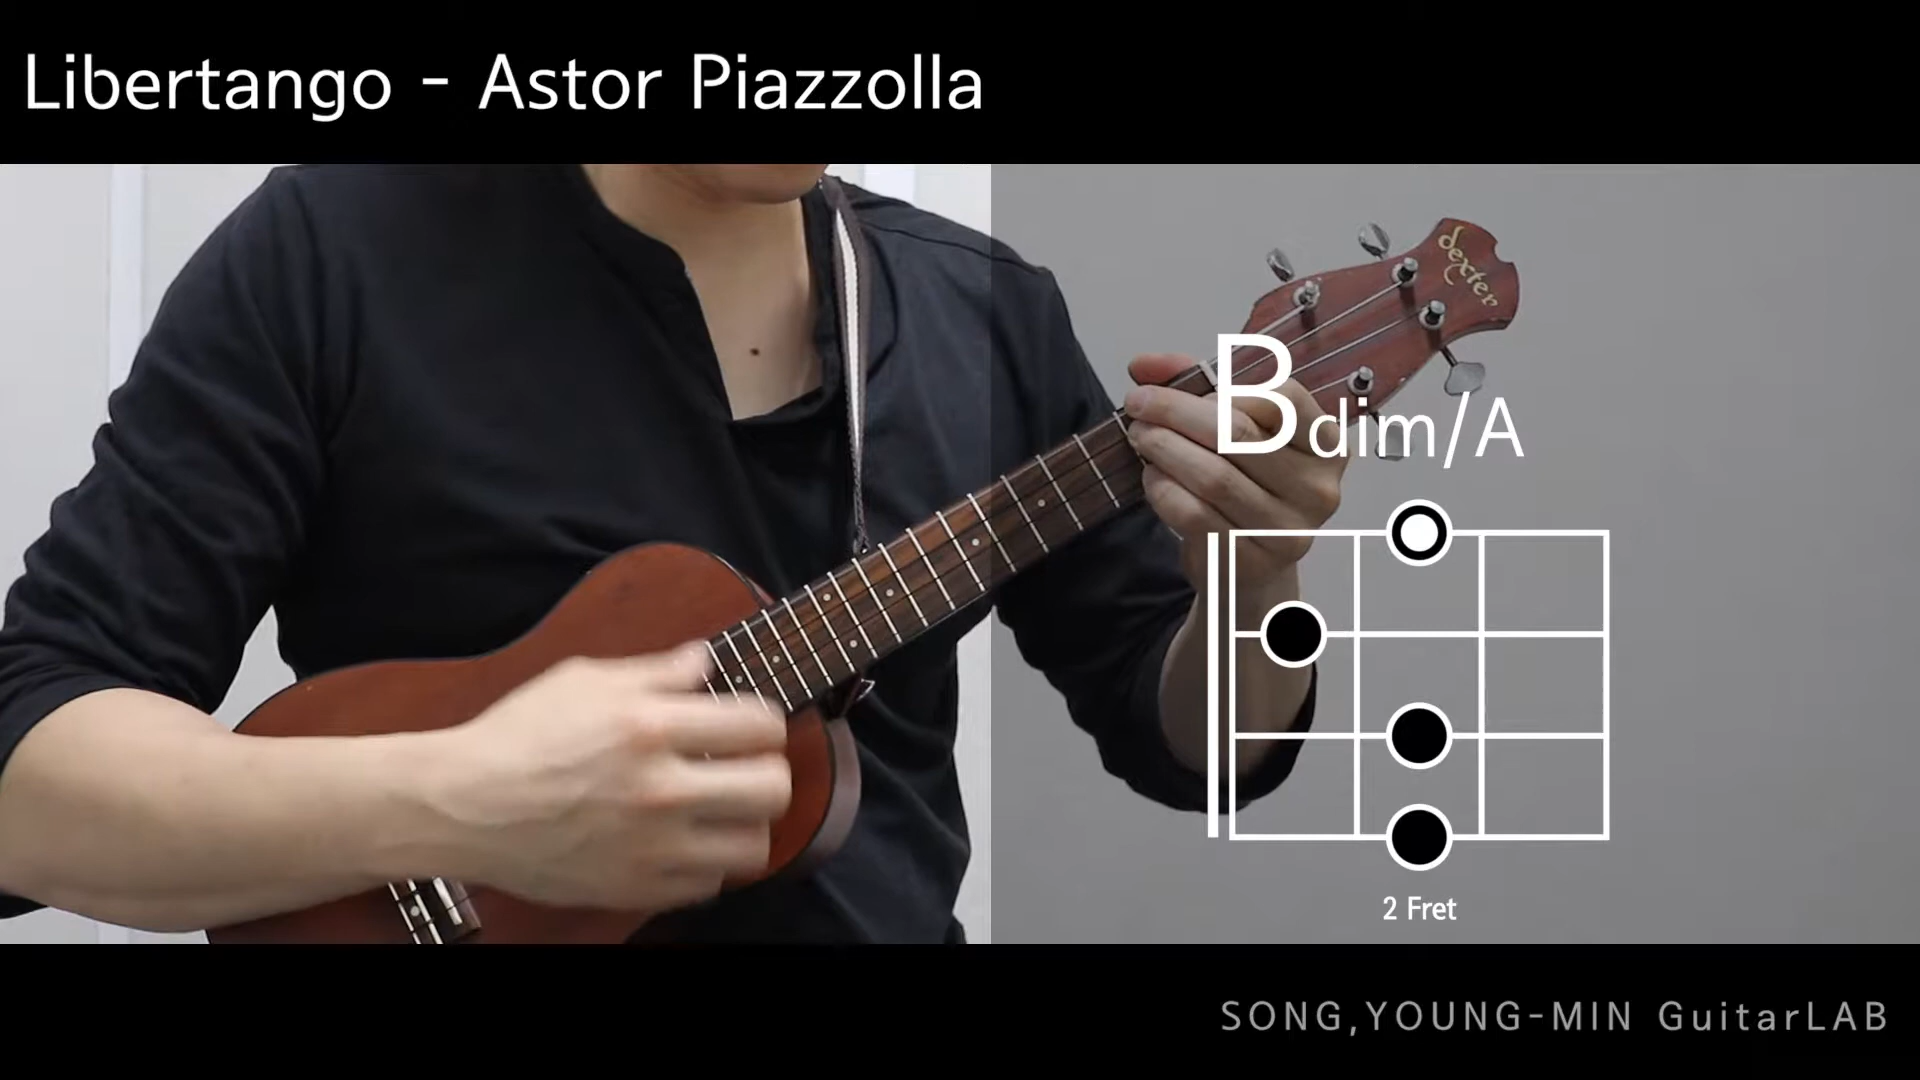 Libertango - Astor Piazzolla
dexter
Bdim/A
2 Fret
SONG,YOUNG-MIN GuitarLAB